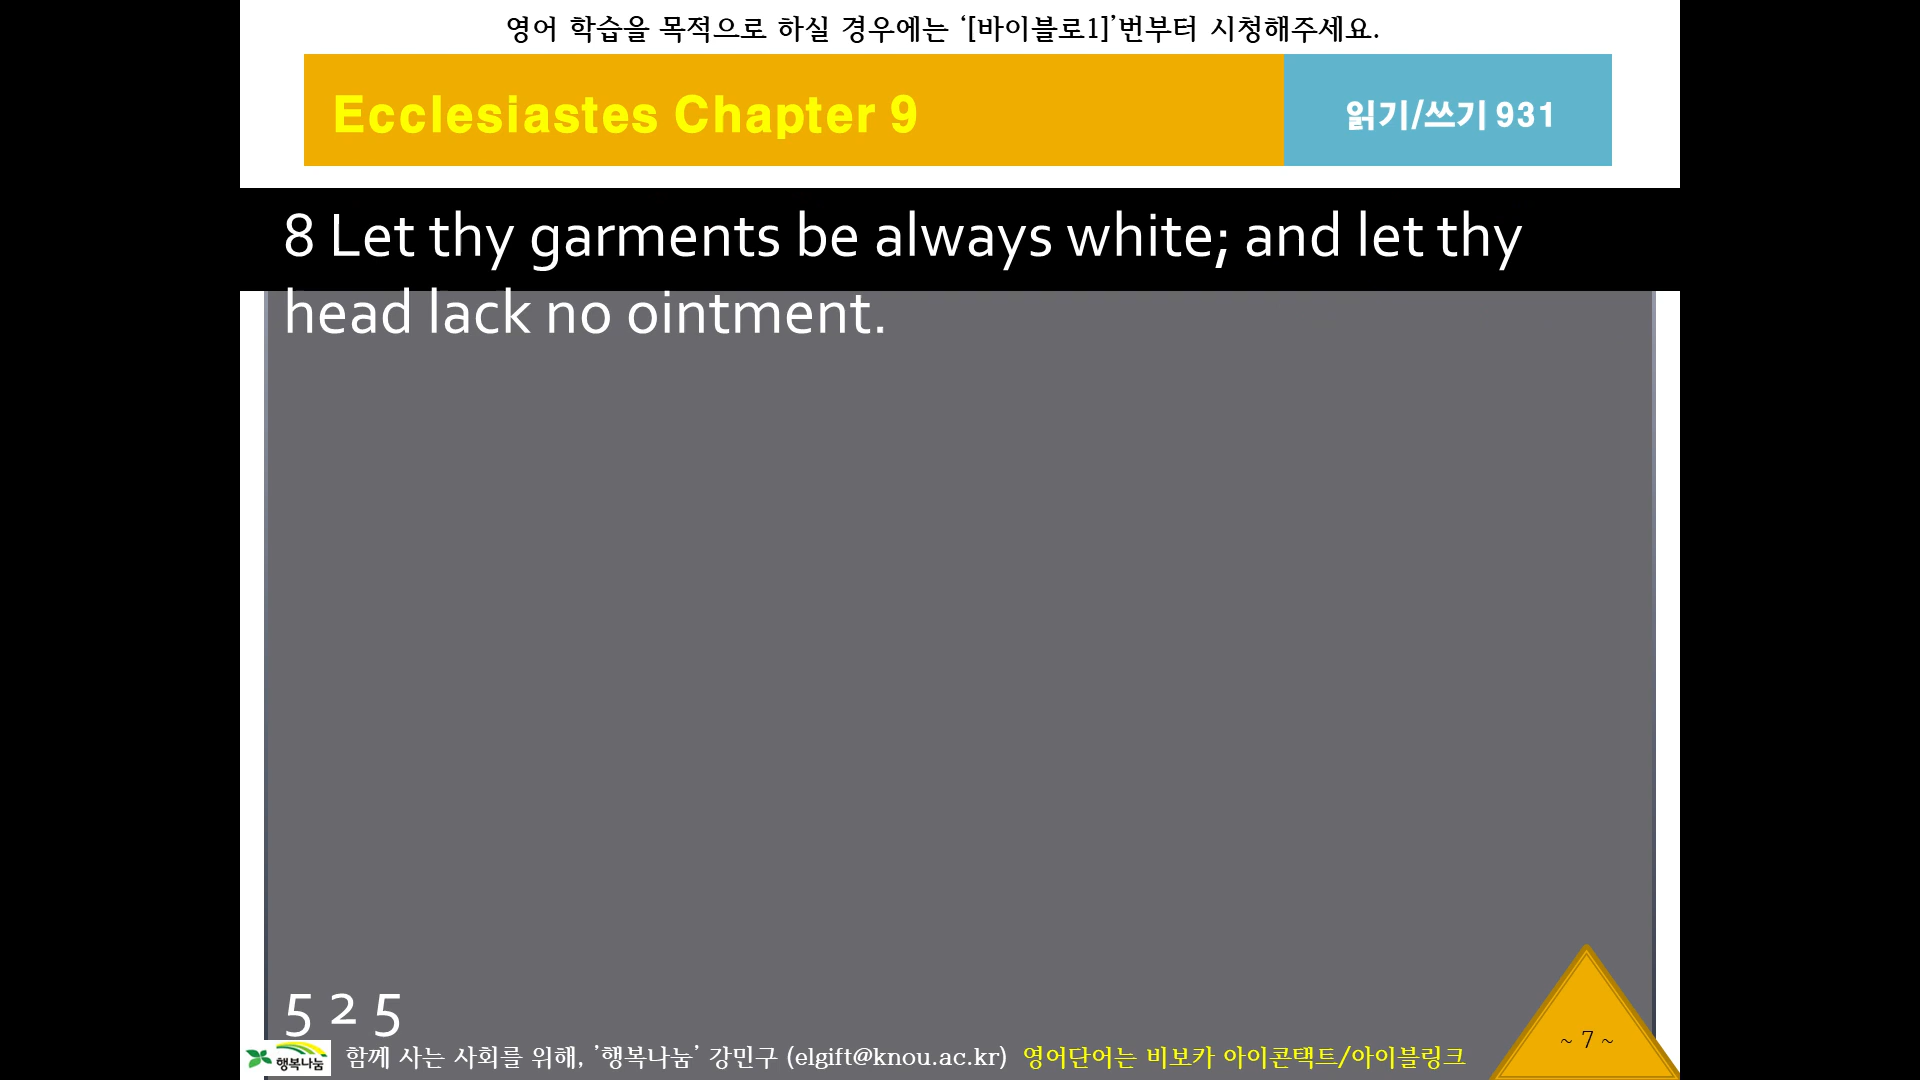 영어 학습을 목적으로 하실 경우에는 ‘[바이블로1]’번부터 시청해주세요.
Ecclesiastes Chapter 9
읽기/쓰기 931
8 Let thy garments be always white; and let thy
head lack no ointment.
5 2 5
~ 7 ~
행복나눔
함께 사는 사회를 위해, ’행복나눔’ 강민구 (elgift@knou.ac.kr) 영어단어는 비보카 아이콘택트/아이블링크